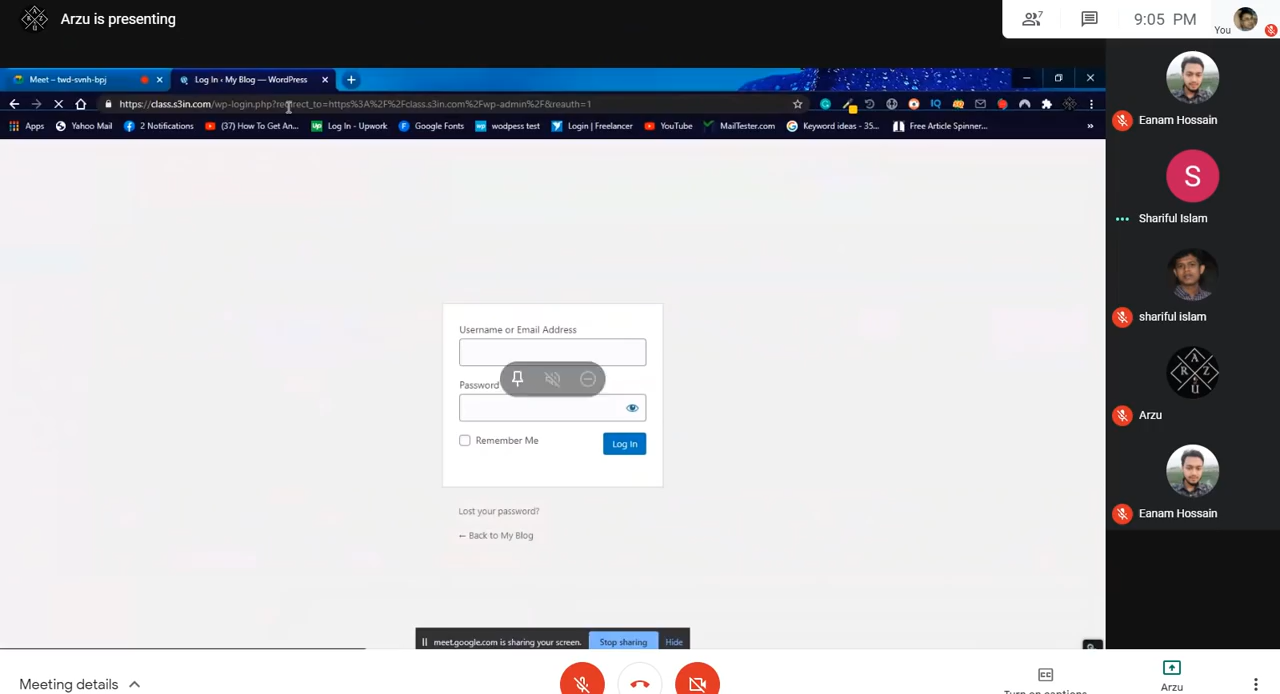 Arzu is presenting
7
9:05 PM
You
Meet – twd-svnh-bpj
Log In ‹ My Blog — WordPress
https://class.s3in.com/wp-login.php?redirect_to=https%3A%2F%2Fclass.s3in.com%2Fwp-admin%2F&reauth=1
Apps
Yahoo Mail
2 Notifications
(37) How To Get An...
Log In - Upwork
Google Fonts
wodpess test
Login | Freelancer
YouTube
MailTester.com
Keyword ideas - 35...
Free Article Spinner...
»
Username or Email Address
Password
Remember Me
Log In
Lost your password?
← Back to My Blog
meet.google.com is sharing your screen.
Stop sharing
Hide
Eanam Hossain
S
Shariful Islam
shariful islam
A
R Z
U
Arzu
Eanam Hossain
Meeting details
Turn on captions
Arzu